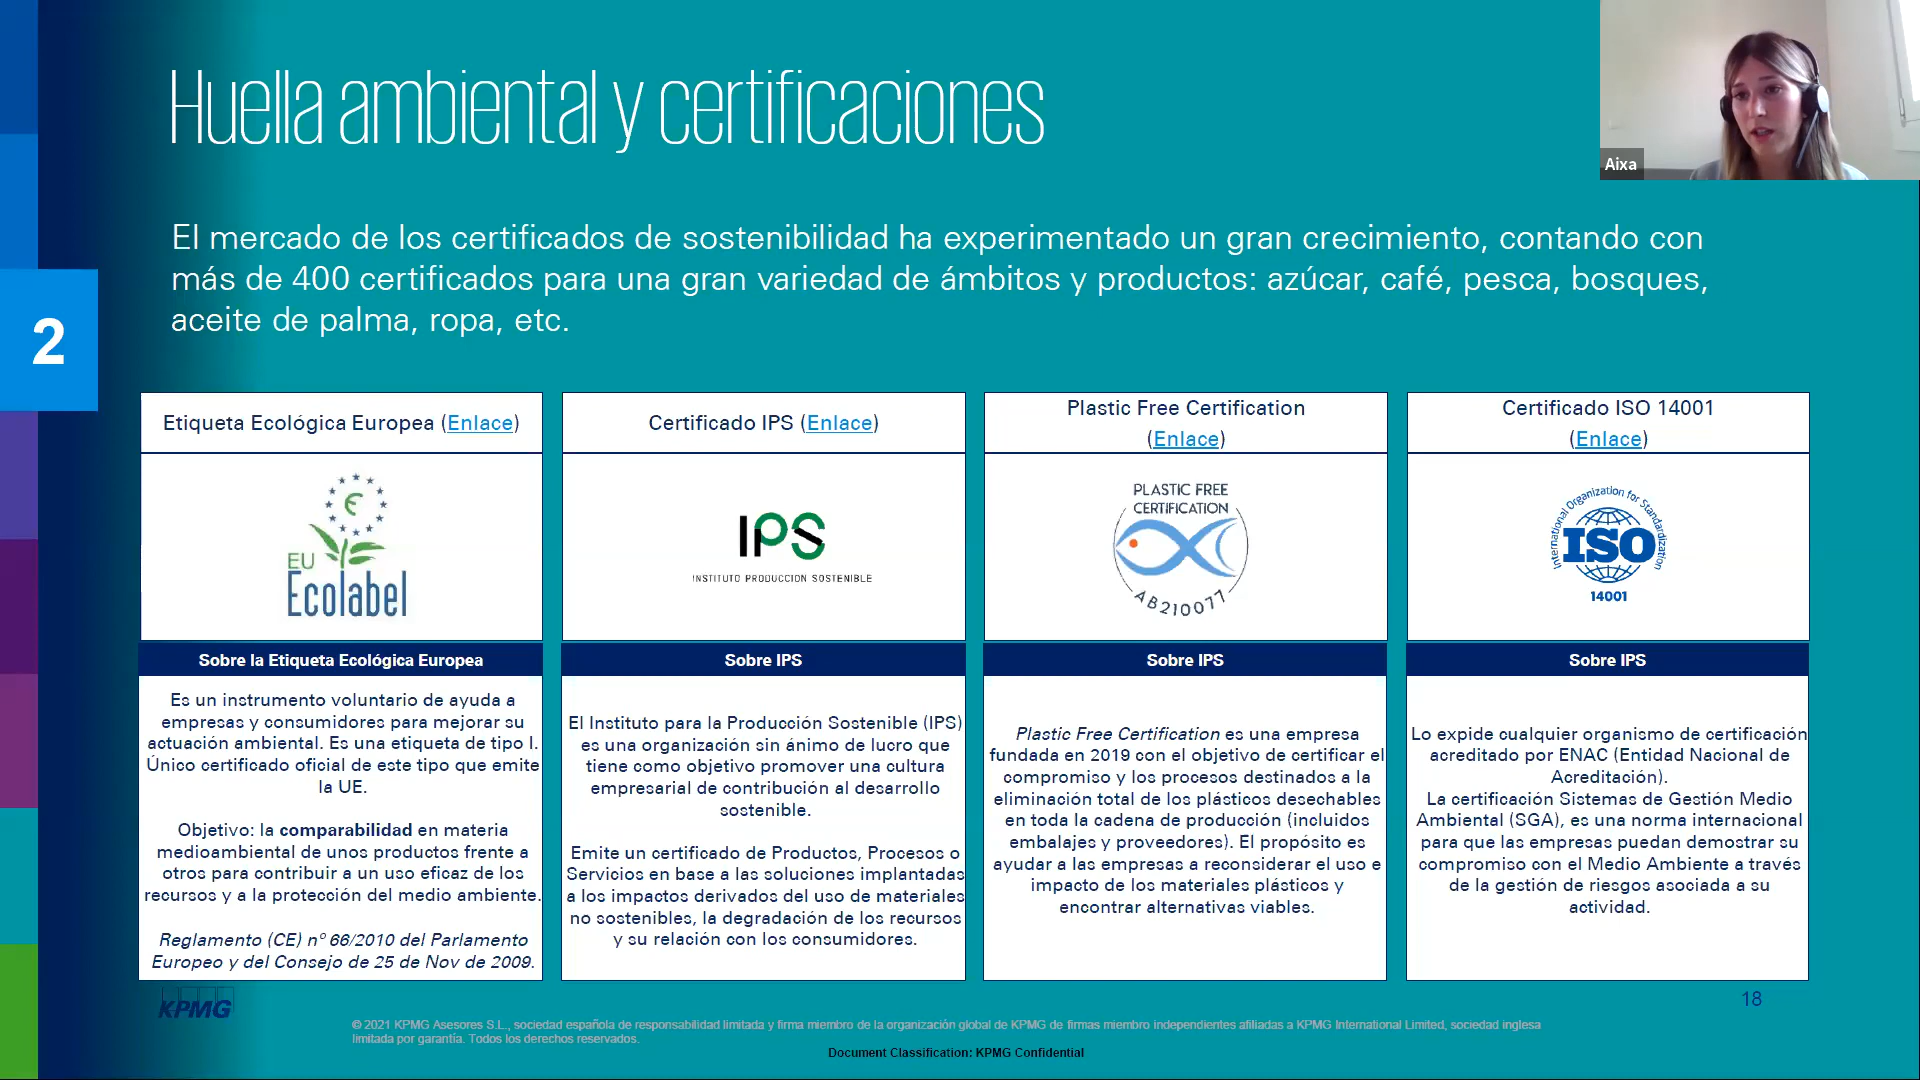 Huella ambiental y certificaciones
Aixa
El mercado de los certificados de sostenibilidad ha experimentado un gran crecimiento, contando con
más de 400 certificados para una gran variedad de ámbitos y productos: azúcar, café, pesca, bosques,
aceite de palma, ropa, etc.
2
Etiqueta Ecológica Europea (Enlace)
EU
Ecolabel
Sobre la Etiqueta Ecológica Europea
Es un instrumento voluntario de ayuda a
empresas y consumidores para mejorar su
actuación ambiental. Es una etiqueta de tipo I.
Único certificado oficial de este tipo que emite
la UE.
Objetivo: la comparabilidad en materia
medioambiental de unos productos frente a
otros para contribuir a un uso eficaz de los
recursos y a la protección del medio ambiente.
Reglamento (CE) nº 66/2010 del Parlamento
Europeo y del Consejo de 25 de Nov de 2009.
Certificado IPS (Enlace)
IPS
INSTITUTO PRODUCCION SOSTENIBLE
Sobre IPS
El Instituto para la Producción Sostenible (IPS)
es una organización sin ánimo de lucro que
tiene como objetivo promover una cultura
empresarial de contribución al desarrollo
sostenible.
Emite un certificado de Productos, Procesos o
Servicios en base a las soluciones implantadas
a los impactos derivados del uso de materiales
no sostenibles, la degradación de los recursos
y su relación con los consumidores.
Plastic Free Certification
(Enlace)
PLASTIC FREE
CERTIFICATION
AB210077
Sobre IPS
Plastic Free Certification es una empresa
fundada en 2019 con el objetivo de certificar el
compromiso y los procesos destinados a la
eliminación total de los plásticos desechables
en toda la cadena de producción (incluidos
embalajes y proveedores). El propósito es
ayudar a las empresas a reconsiderar el uso e
impacto de los materiales plásticos y
encontrar alternativas viables.
Certificado ISO 14001
(Enlace)
International Organization for Standardization
ISO
14001
Sobre IPS
Lo expide cualquier organismo de certificación
acreditado por ENAC (Entidad Nacional de
Acreditación).
La certificación Sistemas de Gestión Medio
Ambiental (SGA), es una norma internacional
para que las empresas puedan demostrar su
compromiso con el Medio Ambiente a través
de la gestión de riesgos asociada a su
actividad.
KPMG
18
© 2021 KPMG Asesores S.L., sociedad española de responsabilidad limitada y firma miembro de la organización global de KPMG de firmas miembro independientes afiliadas a KPMG International Limited, sociedad inglesa
limitada por garantía. Todos los derechos reservados.
Document Classification: KPMG Confidential